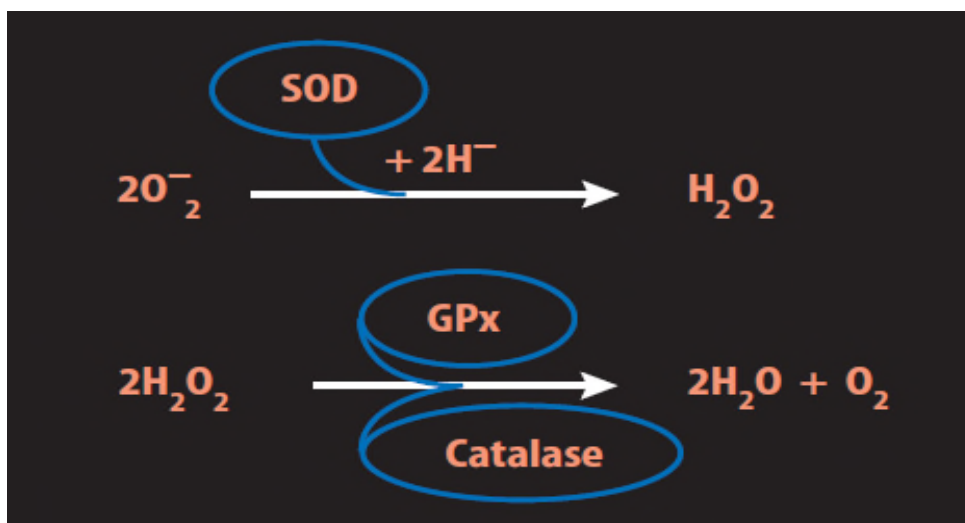 SOD
+ 2H⁻
2O⁻₂ H₂O₂
GPx
2H₂O₂ 2H₂O + O₂
Catalase